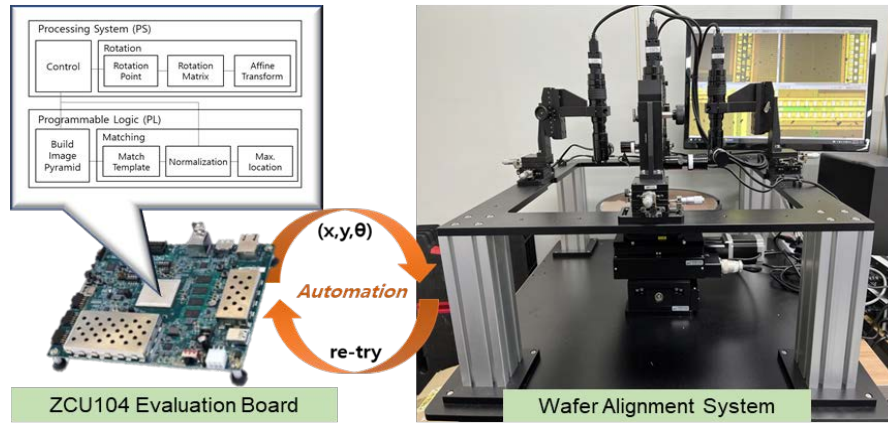 Processing System (PS)
Control
Rotation
Rotation
Point
Rotation
Matrix
Affine
Transform
Programmable Logic (PL)
Build
Image
Pyramid
Matching
Match
Template
Normalization
Max.
location
(x,y,θ)
Automation
re-try
ZCU104 Evaluation Board
Wafer Alignment System